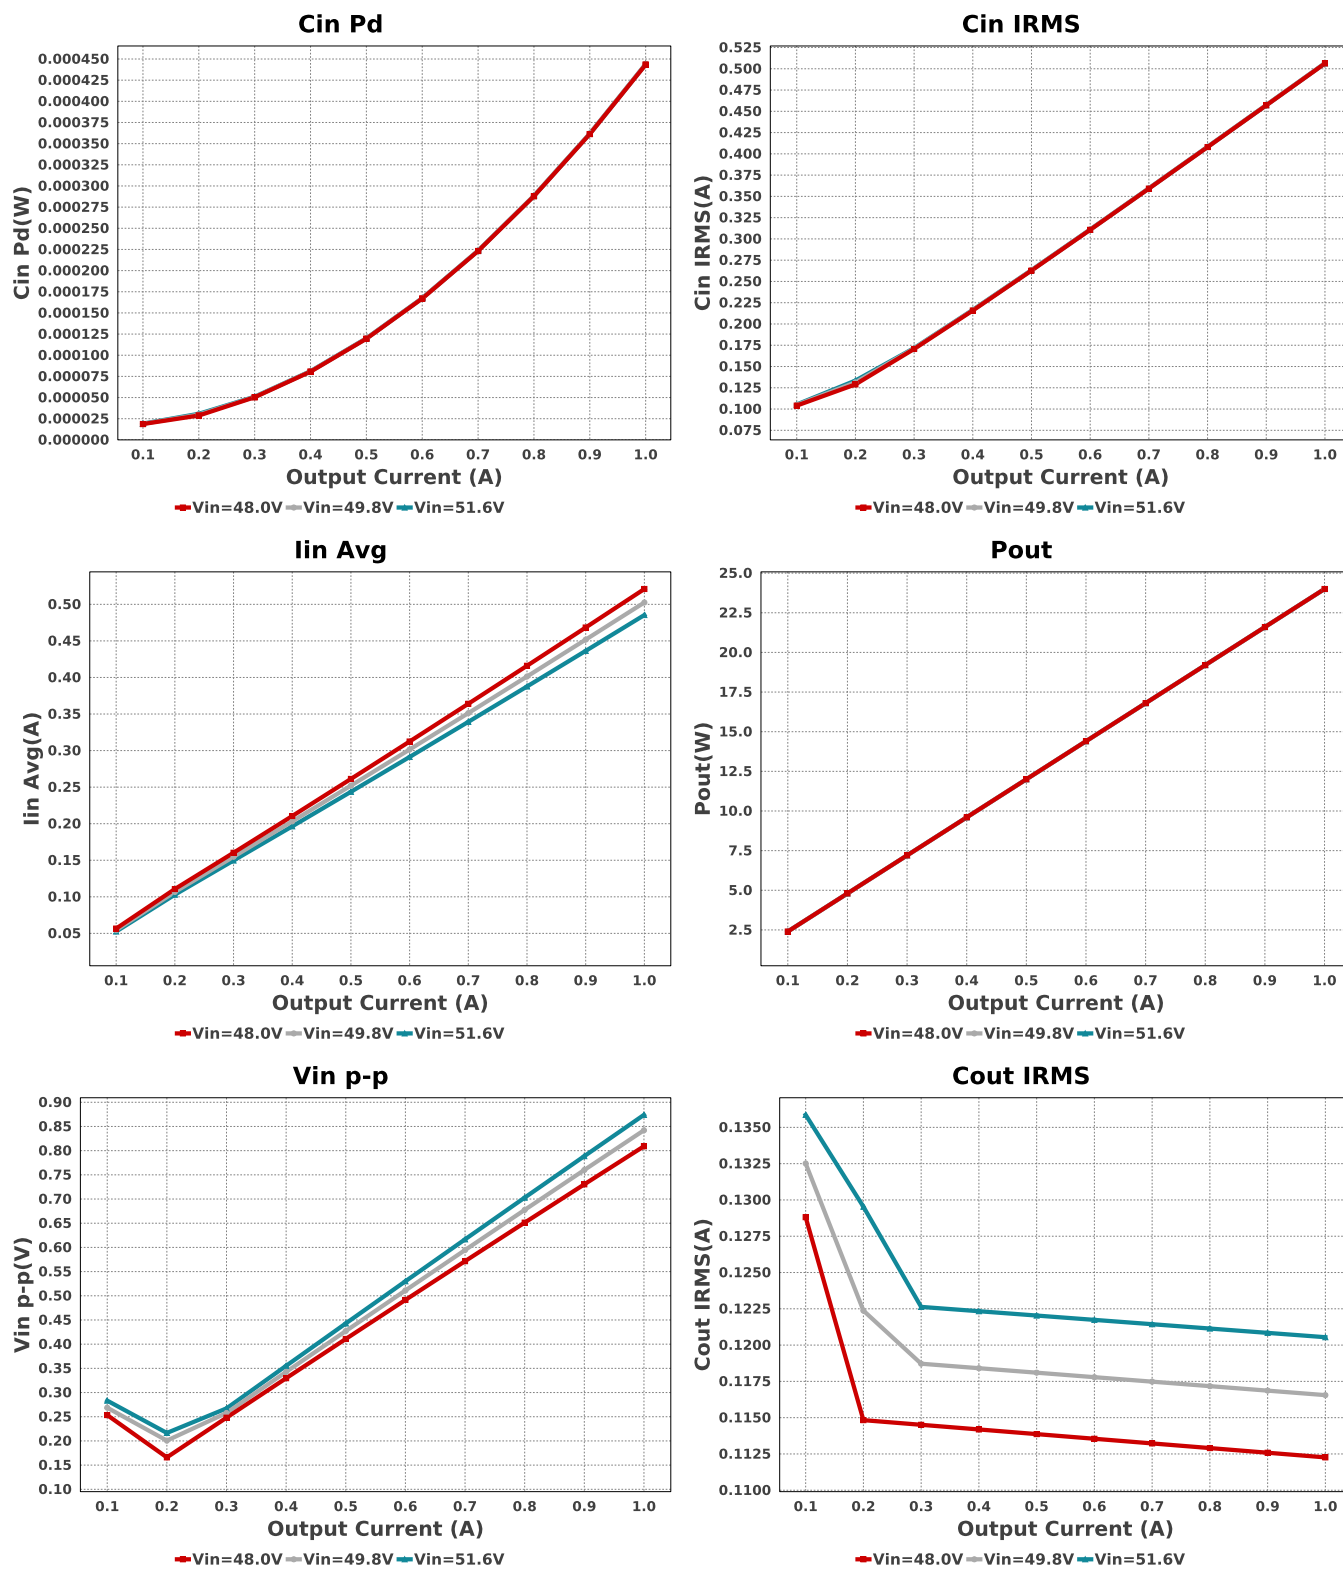 Cin Pd
Cin Pd(W)
0.000450
0.000425
0.000400
0.000375
0.000350
0.000325
0.000300
0.000275
0.000250
0.000225
0.000200
0.000175
0.000150
0.000125
0.000100
0.000075
0.000050
0.000025
0.000000
0.1 0.2 0.3 0.4 0.5 0.6 0.7 0.8 0.9 1.0
Output Current (A)
Vin=48.0V Vin=49.8V Vin=51.6V
Cin IRMS
Cin IRMS(A)
0.525
0.500
0.475
0.450
0.425
0.400
0.375
0.350
0.325
0.300
0.275
0.250
0.225
0.200
0.175
0.150
0.125
0.100
0.075
0.1 0.2 0.3 0.4 0.5 0.6 0.7 0.8 0.9 1.0
Output Current (A)
Vin=48.0V Vin=49.8V Vin=51.6V
Iin Avg
Iin Avg(A)
0.50
0.45
0.40
0.35
0.30
0.25
0.20
0.15
0.10
0.05
0.1 0.2 0.3 0.4 0.5 0.6 0.7 0.8 0.9 1.0
Output Current (A)
Vin=48.0V Vin=49.8V Vin=51.6V
Pout
Pout(W)
25.0
22.5
20.0
17.5
15.0
12.5
10.0
7.5
5.0
2.5
0.1 0.2 0.3 0.4 0.5 0.6 0.7 0.8 0.9 1.0
Output Current (A)
Vin=48.0V Vin=49.8V Vin=51.6V
Vin p-p
Vin p-p(V)
0.90
0.85
0.80
0.75
0.70
0.65
0.60
0.55
0.50
0.45
0.40
0.35
0.30
0.25
0.20
0.15
0.10
0.1 0.2 0.3 0.4 0.5 0.6 0.7 0.8 0.9 1.0
Output Current (A)
Vin=48.0V Vin=49.8V Vin=51.6V
Cout IRMS
Cout IRMS(A)
0.1350
0.1325
0.1300
0.1275
0.1250
0.1225
0.1200
0.1175
0.1150
0.1125
0.1100
0.1 0.2 0.3 0.4 0.5 0.6 0.7 0.8 0.9 1.0
Output Current (A)
Vin=48.0V Vin=49.8V Vin=51.6V